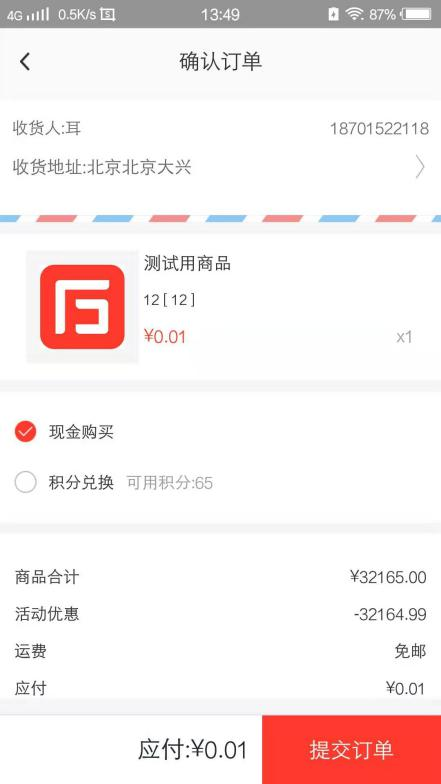 4G 0.5K/s 13:49 87%
确认订单
收货人:耳 18701522118
收货地址:北京北京大兴
测试用商品
12 [ 12 ]
¥0.01 x1
现金购买
积分兑换 可用积分:65
商品合计 ¥32165.00
活动优惠 -32164.99
运费 免邮
应付 ¥0.01
应付:¥0.01 提交订单